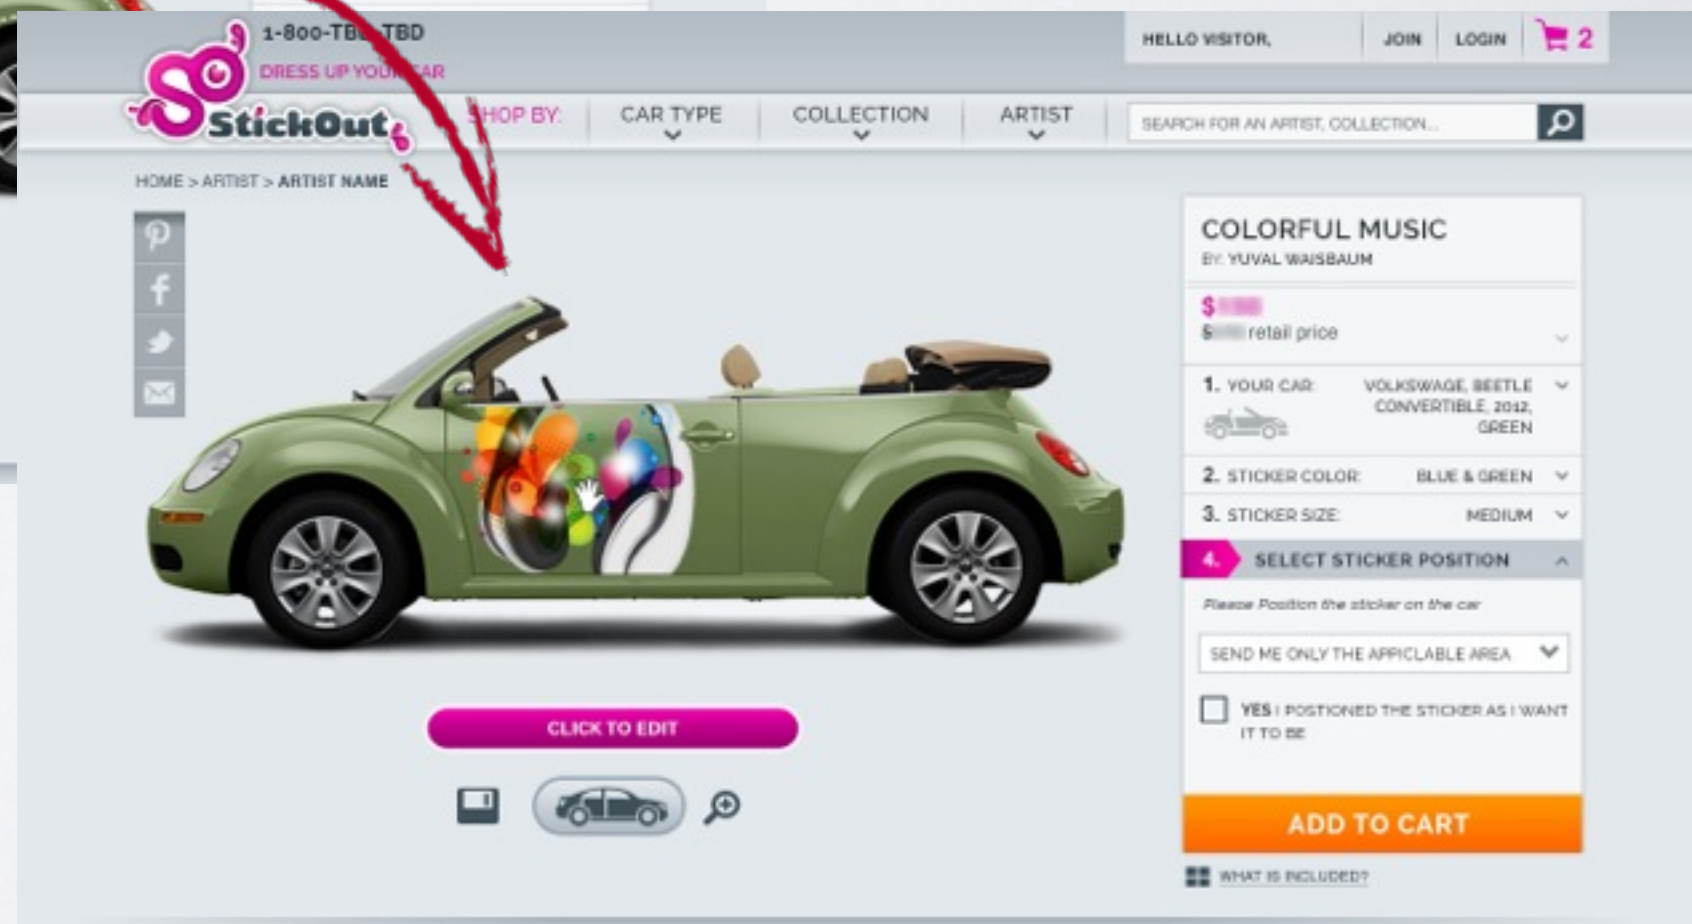 1-800-TBD-TBD
DRESS UP YOUR CAR
HELLO VISITOR,
JOIN
LOGIN
2
StickOut
SHOP BY:
CAR TYPE
COLLECTION
ARTIST
SEARCH FOR AN ARTIST, COLLECTION...
HOME > ARTIST > ARTIST NAME
COLORFUL MUSIC
BY: YUVAL WAISBAUM
$
$ retail price
1. YOUR CAR: VOLKSWAGE, BEETLE
CONVERTIBLE, 2012,
GREEN
2. STICKER COLOR: BLUE & GREEN
3. STICKER SIZE: MEDIUM
4. SELECT STICKER POSITION
Please Position the sticker on the car
SEND ME ONLY THE APPICLABLE AREA
YES I POSTIONED THE STICKER AS I WANT
IT TO BE
CLICK TO EDIT
ADD TO CART
WHAT IS INCLUDED?